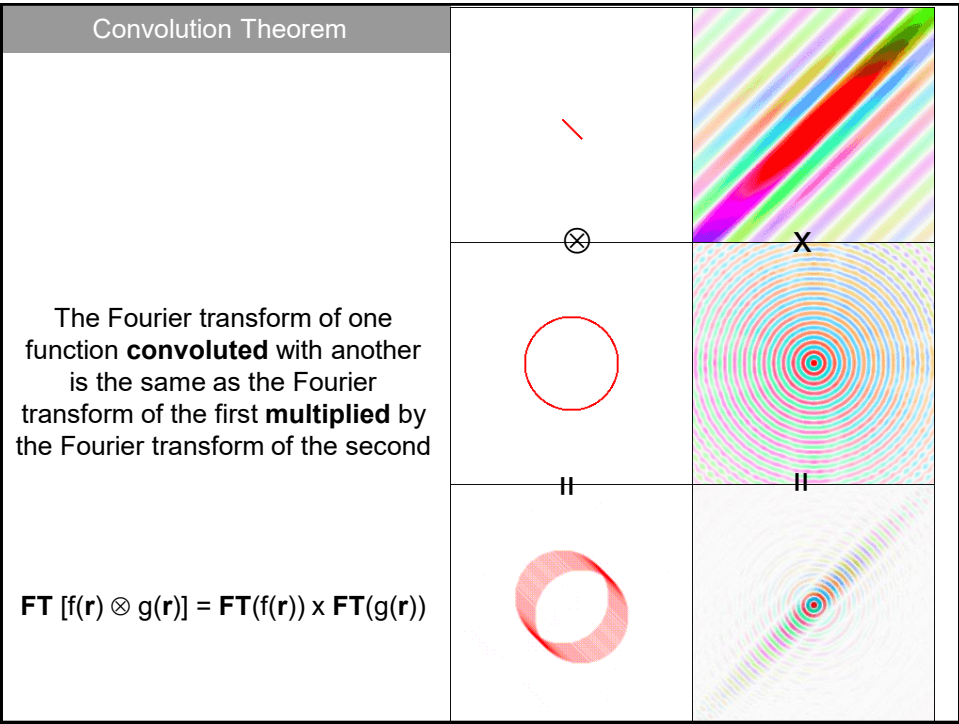 Convolution Theorem
⊗
x
The Fourier transform of one
function convoluted with another
is the same as the Fourier
transform of the first multiplied by
the Fourier transform of the second
=
=
FT [f(r) ⊗ g(r)] = FT(f(r)) x FT(g(r))